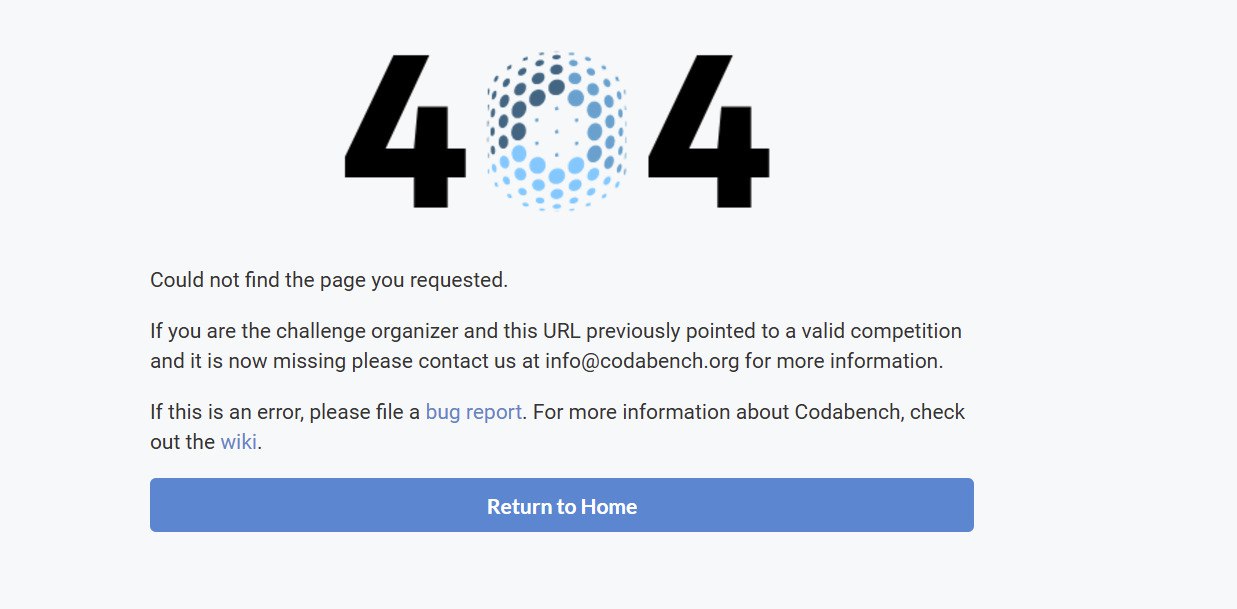 404
Could not find the page you requested.
If you are the challenge organizer and this URL previously pointed to a valid competition
and it is now missing please contact us at info@codabench.org for more information.
If this is an error, please file a bug report. For more information about Codabench, check
out the wiki.
Return to Home